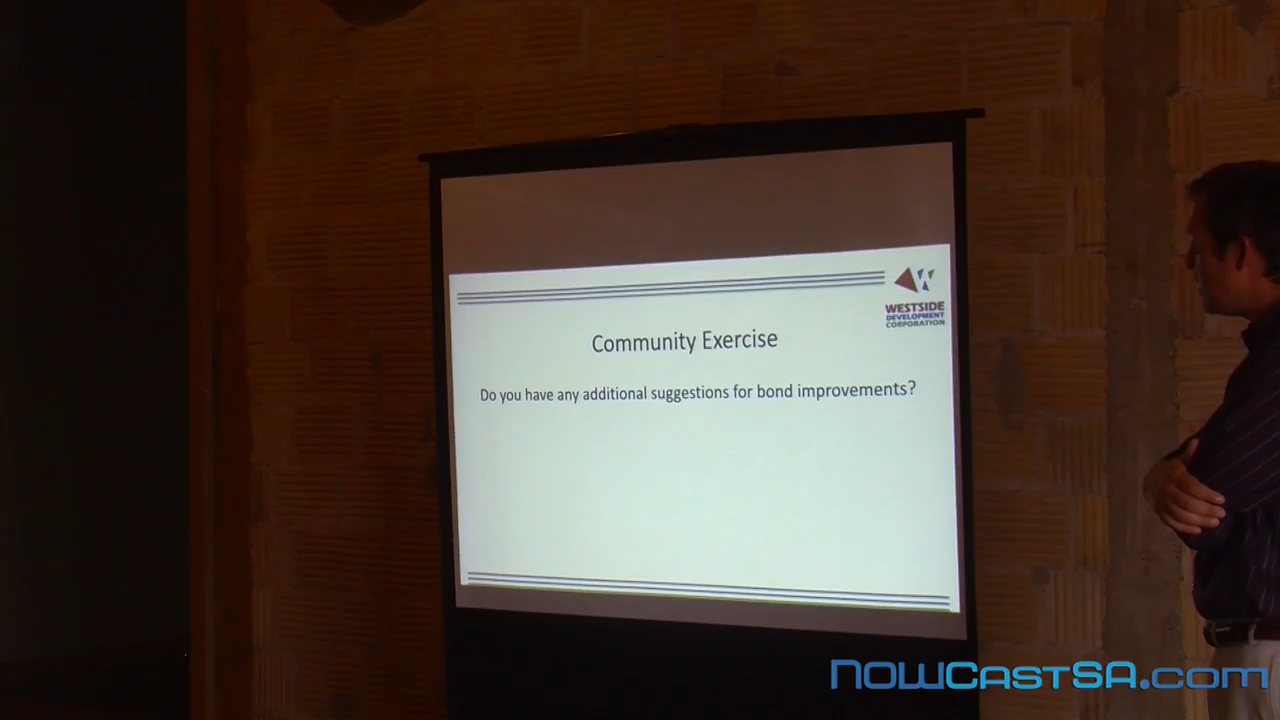 WESTSIDE
DEVELOPMENT
CORPORATION
Community Exercise
Do you have any additional suggestions for bond improvements?
NOWCASTSA.com